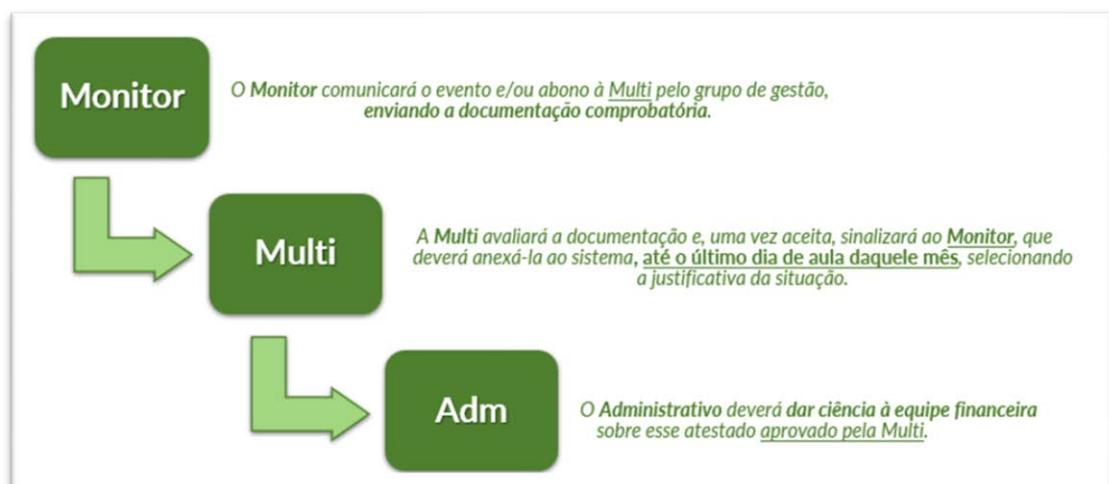 Monitor
O Monitor comunicará o evento e/ou abono à Multi pelo grupo de gestão,
enviando a documentação comprobatória.
Multi
A Multi avaliará a documentação e, uma vez aceita, sinalizará ao Monitor, que
deverá anexá-la ao sistema, até o último dia de aula daquele mês, selecionando
a justificativa da situação.
Adm
O Administrativo deverá dar ciência à equipe financeira
sobre esse atestado aprovado pela Multi.